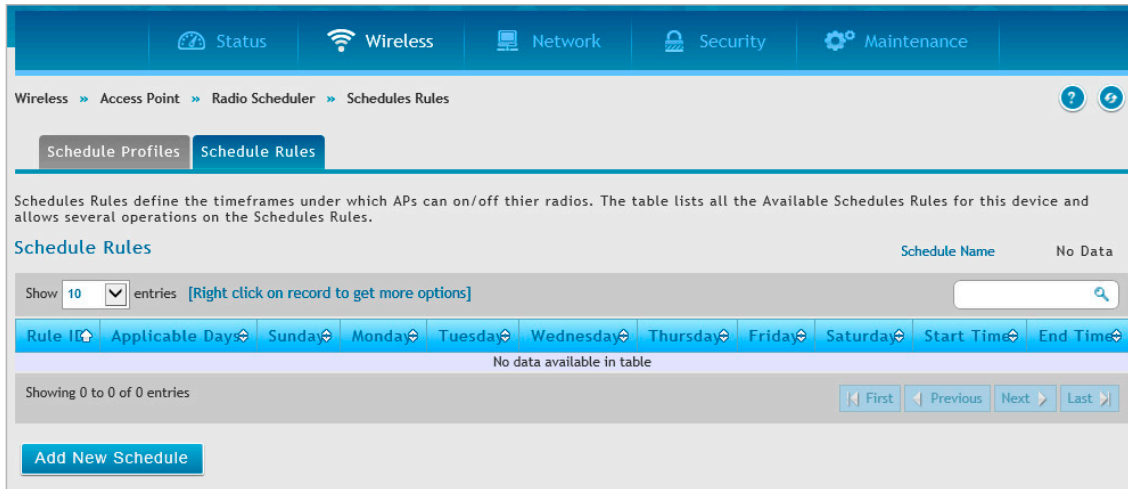 Status Wireless Network Security Maintenance
Wireless » Access Point » Radio Scheduler » Schedules Rules ?
Schedule Profiles Schedule Rules
Schedules Rules define the timeframes under which APs can on/off thier radios. The table lists all the Available Schedules Rules for this device and
allows several operations on the Schedules Rules.
Schedule Rules Schedule Name No Data
Show 10 entries [Right click on record to get more options]
Rule ID Applicable Days Sunday Monday Tuesday Wednesday Thursday Friday Saturday Start Time End Time
No data available in table
Showing 0 to 0 of 0 entries First Previous Next Last
Add New Schedule